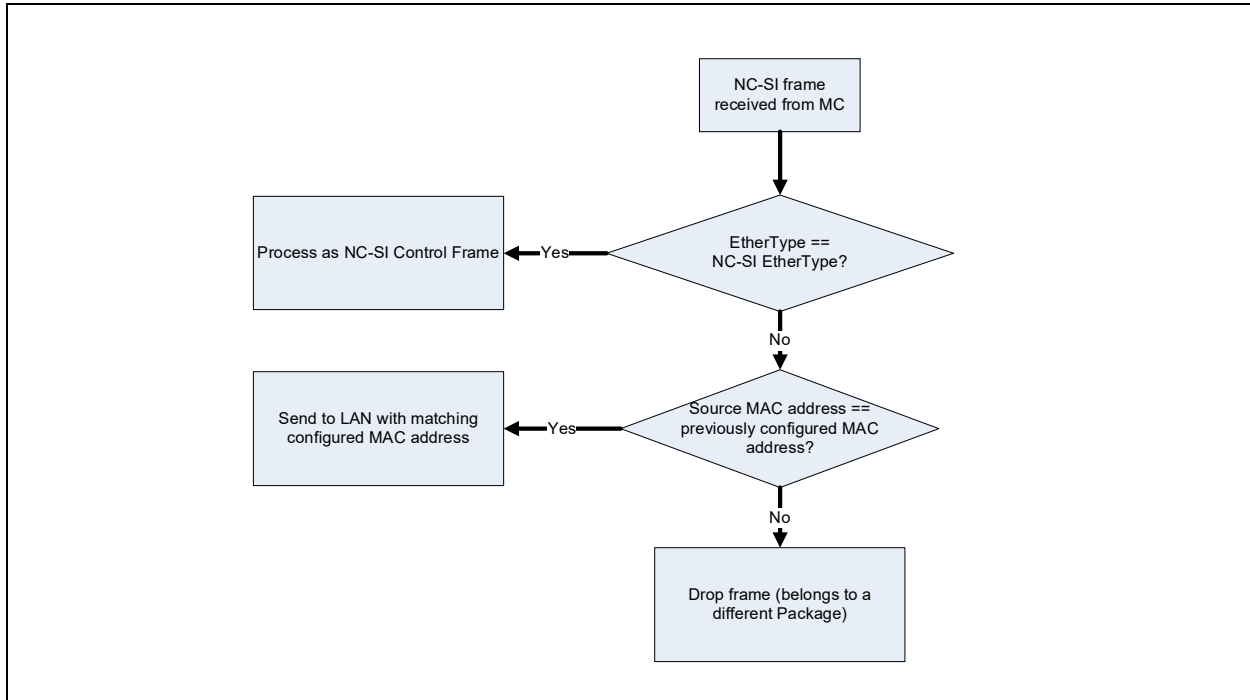 NC-SI frame
received from MC
EtherType ==
NC-SI EtherType?
Yes
Process as NC-SI Control Frame
No
Source MAC address ==
previously configured MAC
address?
Yes
Send to LAN with matching
configured MAC address
No
Drop frame (belongs to a
different Package)